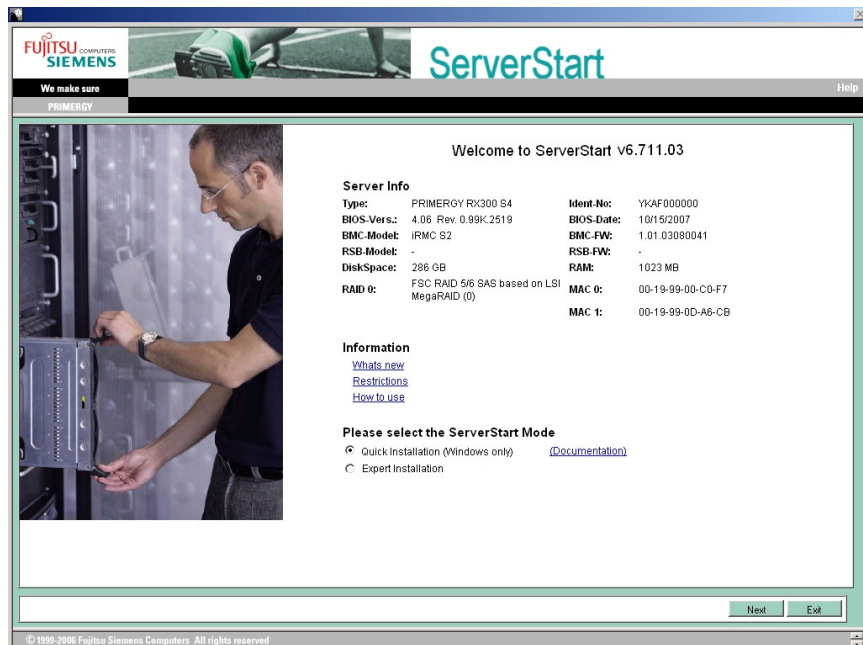 FUJITSU COMPUTERS
SIEMENS
ServerStart
We make sure
Help
PRIMERGY
Welcome to ServerStart V6.711.03
Server Info
Type: PRIMERGY RX300 S4 Ident-No: YKAF000000
BIOS-Vers.: 4.06 Rev. 0.99K.2519 BIOS-Date: 10/15/2007
BMC-Model: iRMC S2 BMC-FW: 1.01.03080041
RSB-Model: - RSB-FW: -
DiskSpace: 286 GB RAM: 1023 MB
RAID 0: FSC RAID 5/6 SAS based on LSI MegaRAID (0) MAC 0: 00-19-99-00-C0-F7
MAC 1: 00-19-99-0D-A6-CB
Information
Whats new
Restrictions
How to use
Please select the ServerStart Mode
Quick Installation (Windows only) (Documentation)
Expert Installation
Next Exit
© 1999-2006 Fujitsu Siemens Computers All rights reserved